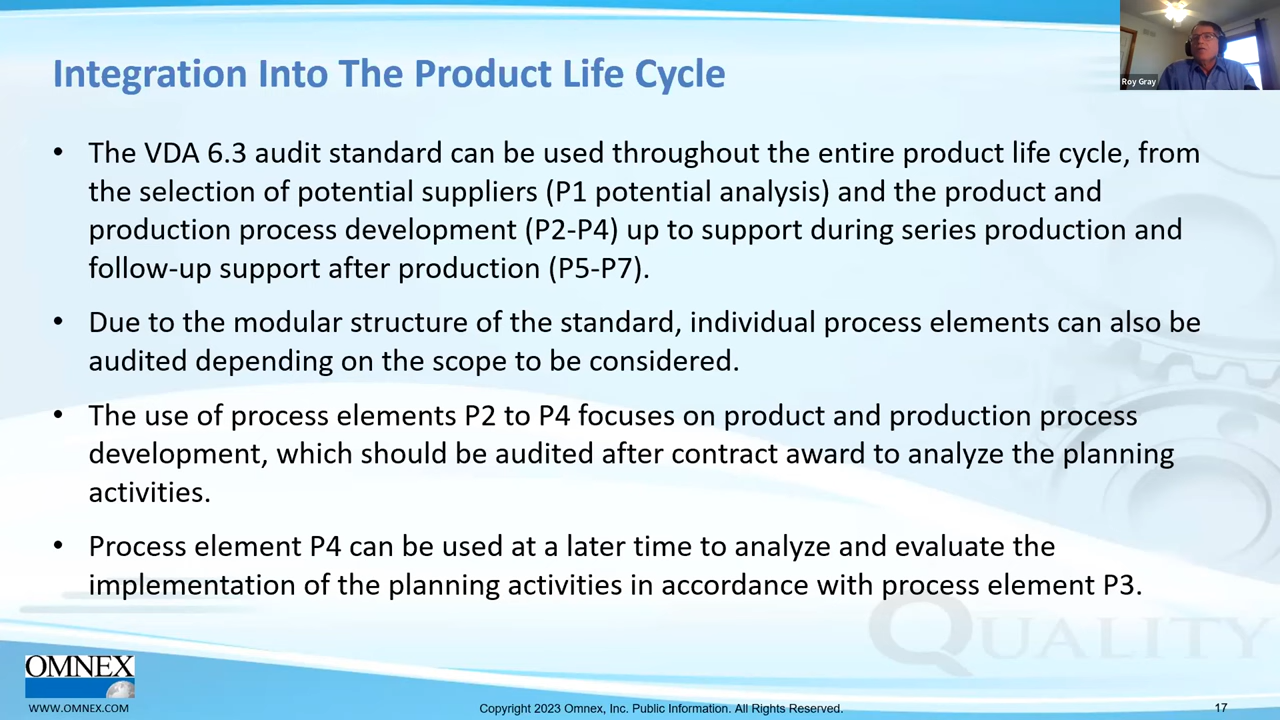 Integration Into The Product Life Cycle
Roy Gray
• The VDA 6.3 audit standard can be used throughout the entire product life cycle, from
the selection of potential suppliers (P1 potential analysis) and the product and
production process development (P2-P4) up to support during series production and
follow-up support after production (P5-P7).
• Due to the modular structure of the standard, individual process elements can also be
audited depending on the scope to be considered.
• The use of process elements P2 to P4 focuses on product and production process
development, which should be audited after contract award to analyze the planning
activities.
• Process element P4 can be used at a later time to analyze and evaluate the
implementation of the planning activities in accordance with process element P3.
QUALITY
OMNEX
WWW.OMNEX.COM
Copyright 2023 Omnex, Inc. Public Information. All Rights Reserved.
17